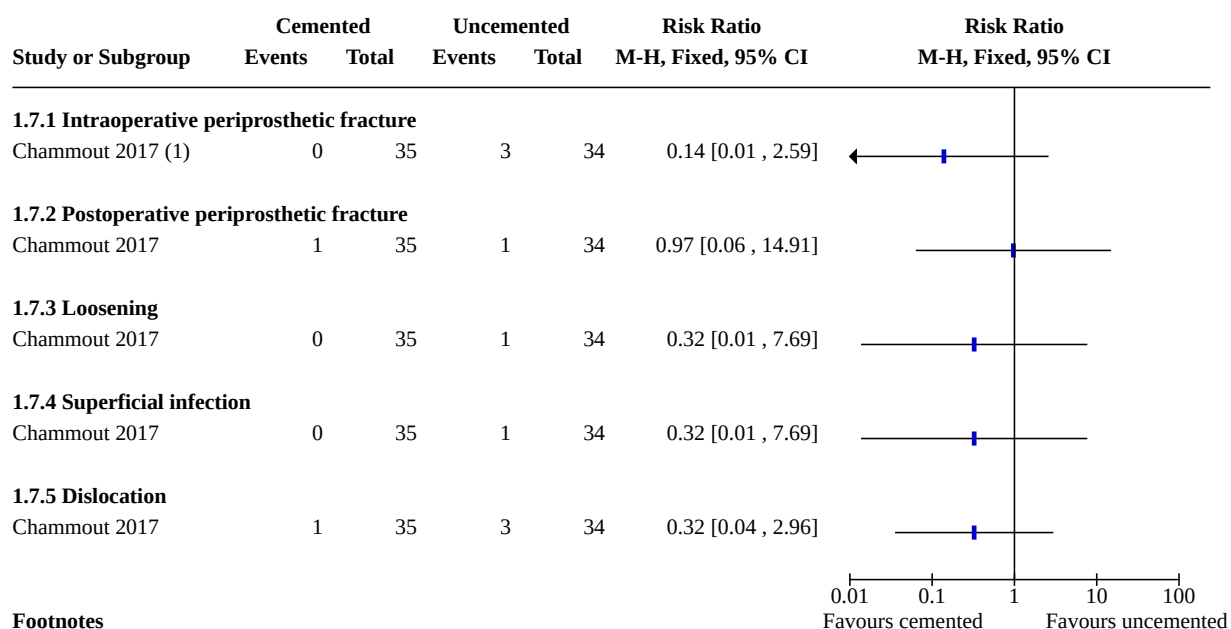 Cemented Uncemented Risk Ratio Risk Ratio
Study or Subgroup Events Total Events Total M-H, Fixed, 95% CI M-H, Fixed, 95% CI
1.7.1 Intraoperative periprosthetic fracture
Chammout 2017 (1) 0 35 3 34 0.14 [0.01 , 2.59]
1.7.2 Postoperative periprosthetic fracture
Chammout 2017 1 35 1 34 0.97 [0.06 , 14.91]
1.7.3 Loosening
Chammout 2017 0 35 1 34 0.32 [0.01 , 7.69]
1.7.4 Superficial infection
Chammout 2017 0 35 1 34 0.32 [0.01 , 7.69]
1.7.5 Dislocation
Chammout 2017 1 35 3 34 0.32 [0.04 , 2.96]
0.01 0.1 1 10 100
Footnotes Favours cemented Favours uncemented